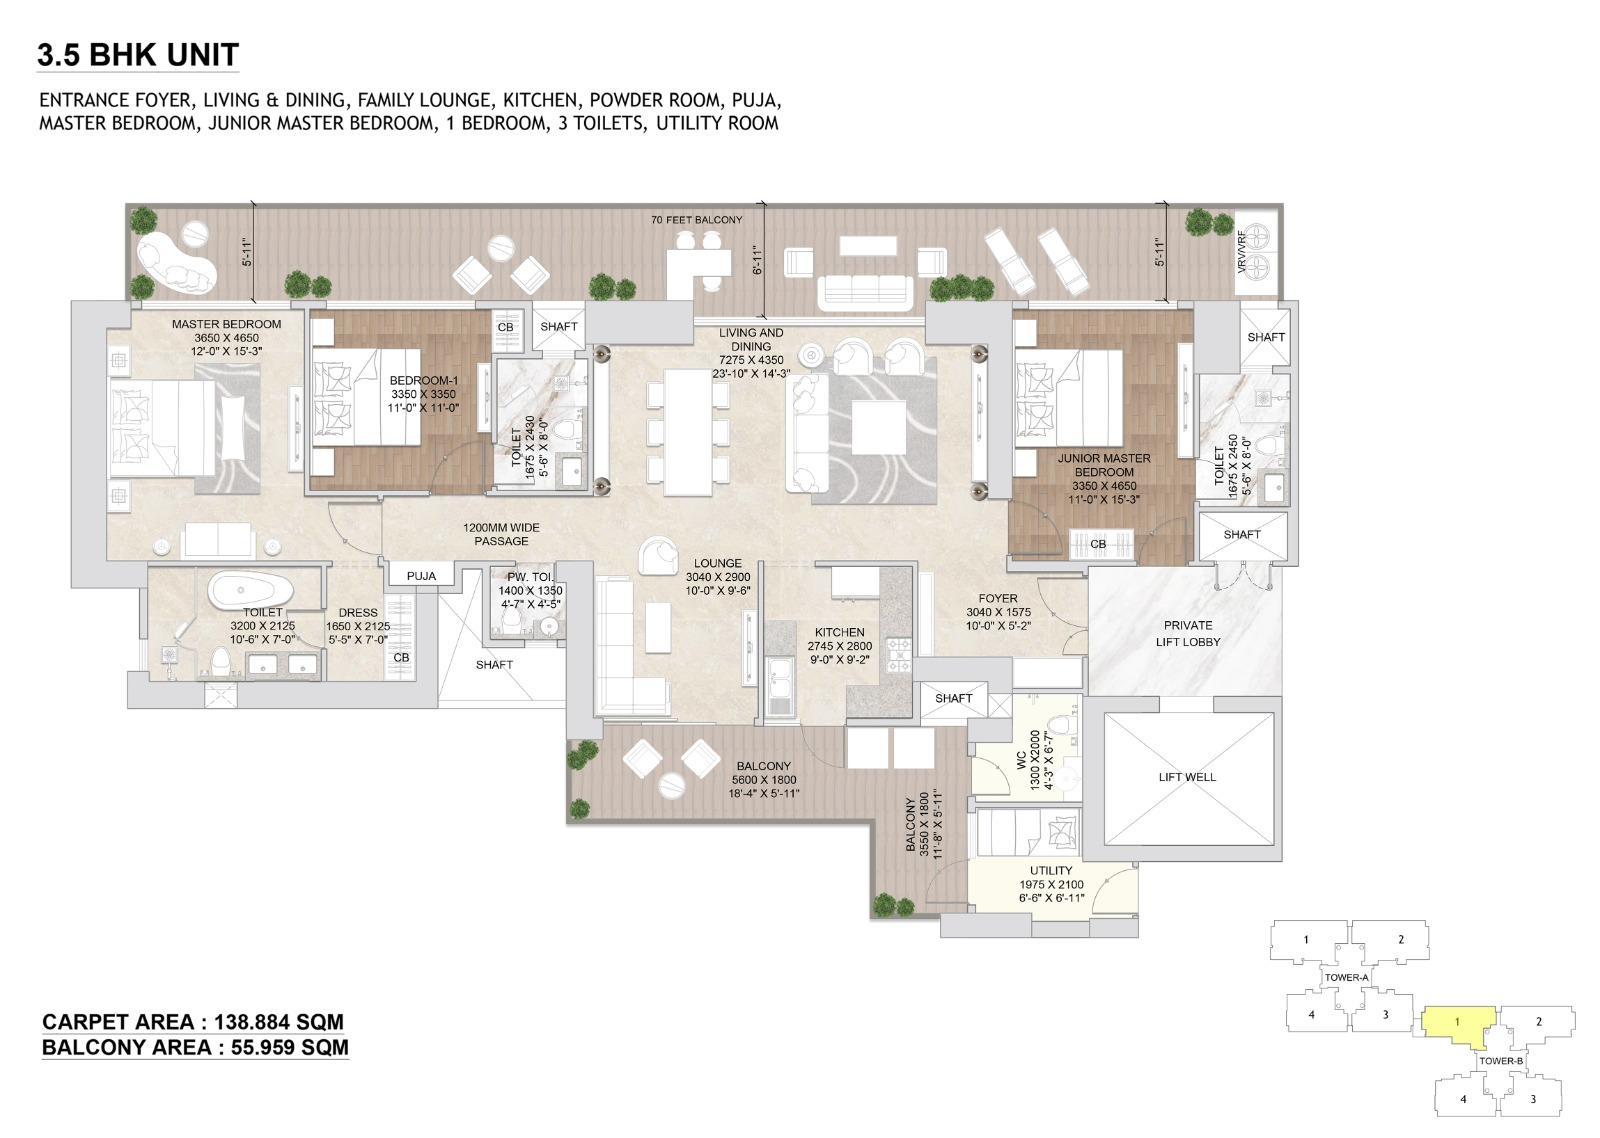 3.5 BHK UNIT
ENTRANCE FOYER, LIVING & DINING, FAMILY LOUNGE, KITCHEN, POWDER ROOM, PUJA,
MASTER BEDROOM, JUNIOR MASTER BEDROOM, 1 BEDROOM, 3 TOILETS, UTILITY ROOM
70 FEET BALCONY
5'-11"
6'-11"
5'-11"
VRV/VRF
MASTER BEDROOM
3650 X 4650
12'-0" X 15'-3"
BEDROOM-1
3350 X 3350
11'-0" X 11'-0"
CB
SHAFT
TOILET
1675 X 2430
5'-6" X 8'-0"
LIVING AND
DINING
7275 X 4350
23'-10" X 14'-3"
JUNIOR MASTER
BEDROOM
3350 X 4650
11'-0" X 15'-3"
CB
SHAFT
TOILET
1675 X 2450
5'-6" X 8'-0"
SHAFT
1200MM WIDE
PASSAGE
PUJA
PW. TOI.
1400 X 1350
4'-7" X 4'-5"
LOUNGE
3040 X 2900
10'-0" X 9'-6"
TOILET
3200 X 2125
10'-6" X 7'-0"
DRESS
1650 X 2125
5'-5" X 7'-0"
CB
SHAFT
KITCHEN
2745 X 2800
9'-0" X 9'-2"
FOYER
3040 X 1575
10'-0" X 5'-2"
PRIVATE
LIFT LOBBY
SHAFT
WC
1300 X2000
4'-3" X 6'-7"
LIFT WELL
BALCONY
5600 X 1800
18'-4" X 5'-11"
BALCONY
3550 X 1800
11'-8" X 5'-11"
UTILITY
1975 X 2100
6'-6" X 6'-11"
1
2
TOWER-A
4
3
1
2
TOWER-B
4
3
CARPET AREA : 138.884 SQM
BALCONY AREA : 55.959 SQM